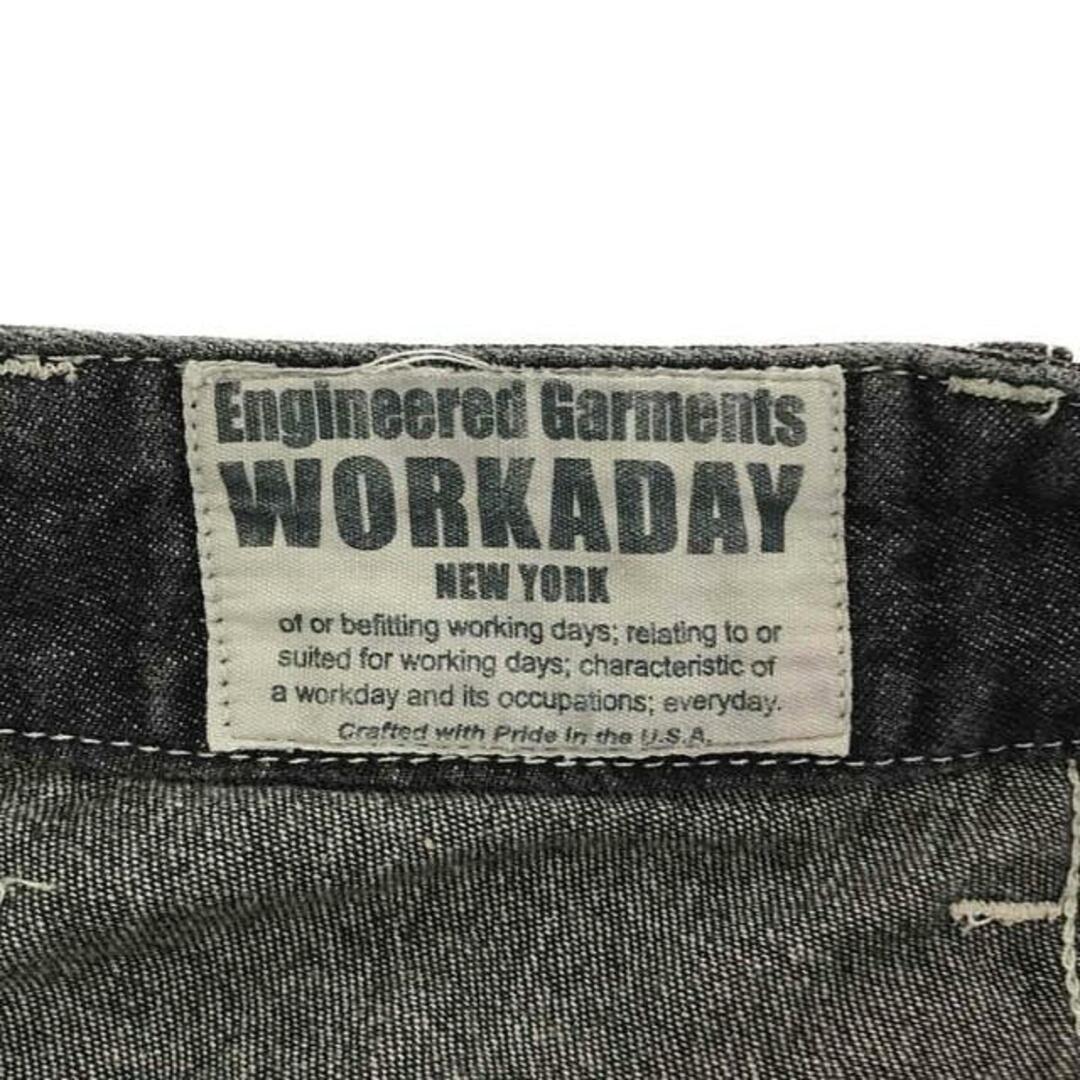 Engineered Garments
WORKADAY
NEW YORK
of or befitting working days; relating to or
suited for working days; characteristic of
a workday and its occupations; everyday.
Crafted with Pride in the U.S.A.